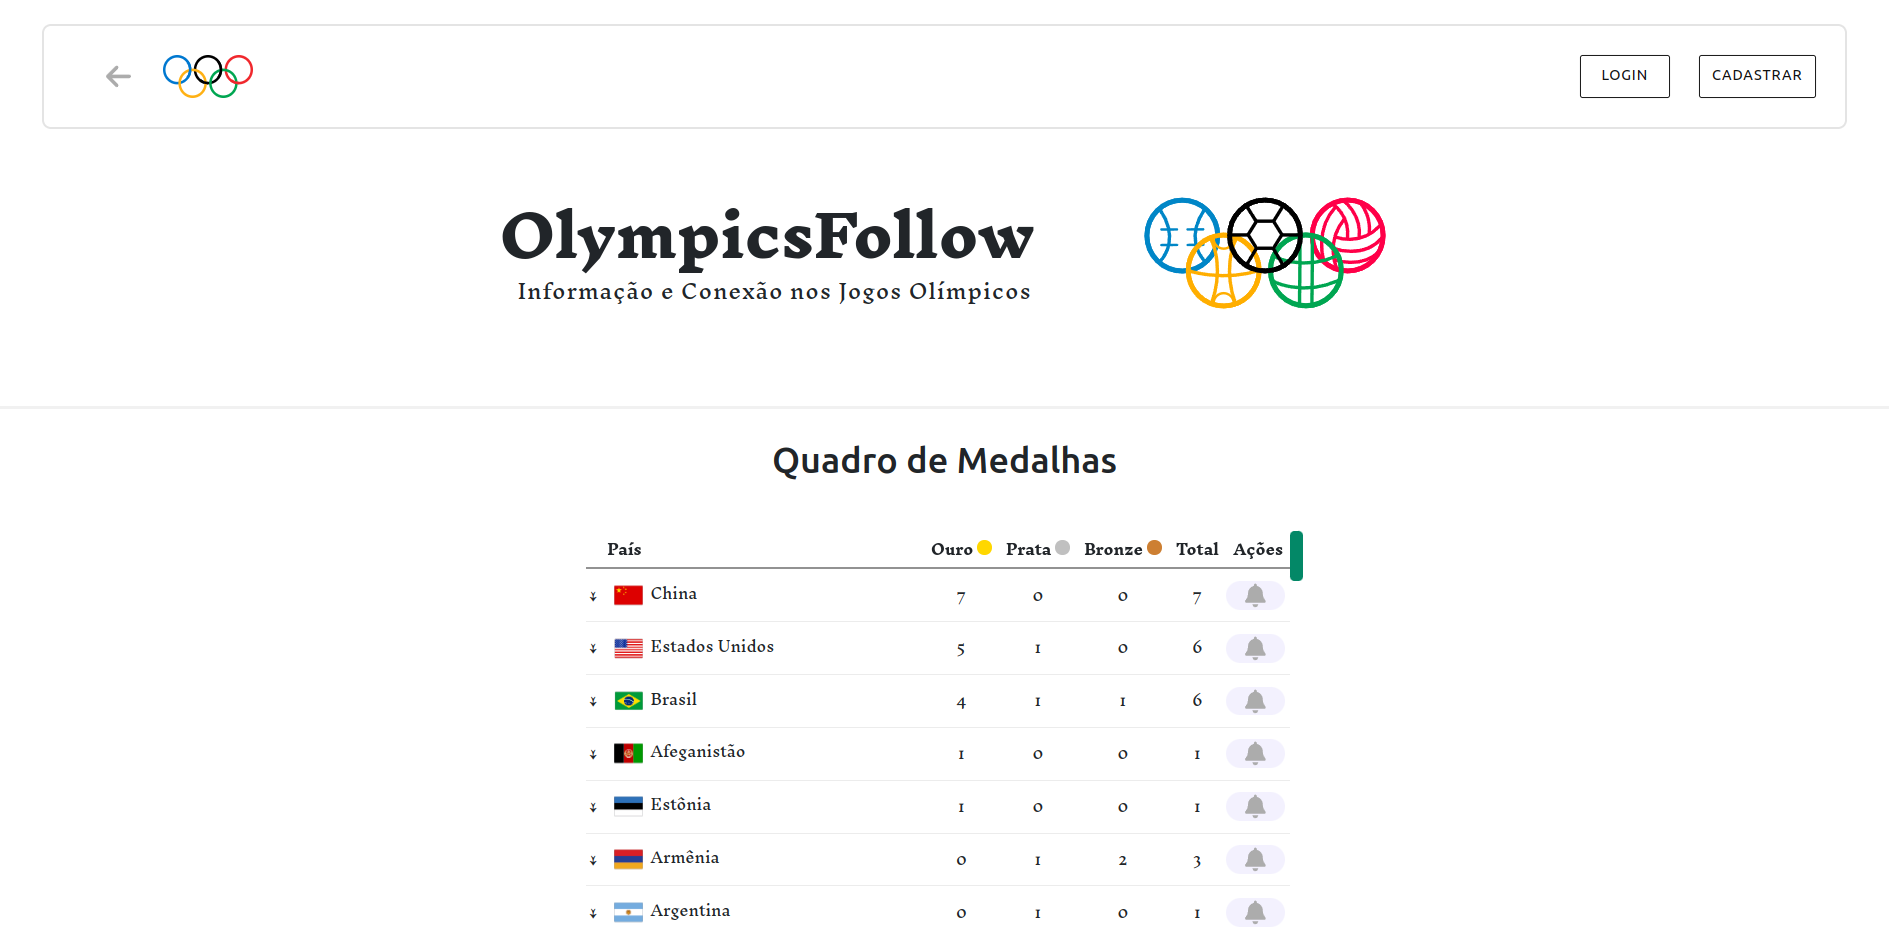 LOGIN CADASTRAR
OlympicsFollow
Informação e Conexão nos Jogos Olímpicos
Quadro de Medalhas
País Ouro Prata Bronze Total Ações
China 7 0 0 7
Estados Unidos 5 1 0 6
Brasil 4 1 1 6
Afeganistão 1 0 0 1
Estônia 1 0 0 1
Armênia 0 1 2 3
Argentina 0 1 0 1